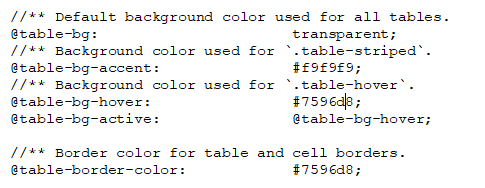 //** Default background color used for all tables.
@table-bg:                    transparent;
//** Background color used for `.table-striped`.
@table-bg-accent:             #f9f9f9;
//** Background color used for `.table-hover`.
@table-bg-hover:              #7596d8;
@table-bg-active:             @table-bg-hover;

//** Border color for table and cell borders.
@table-border-color:          #7596d8;